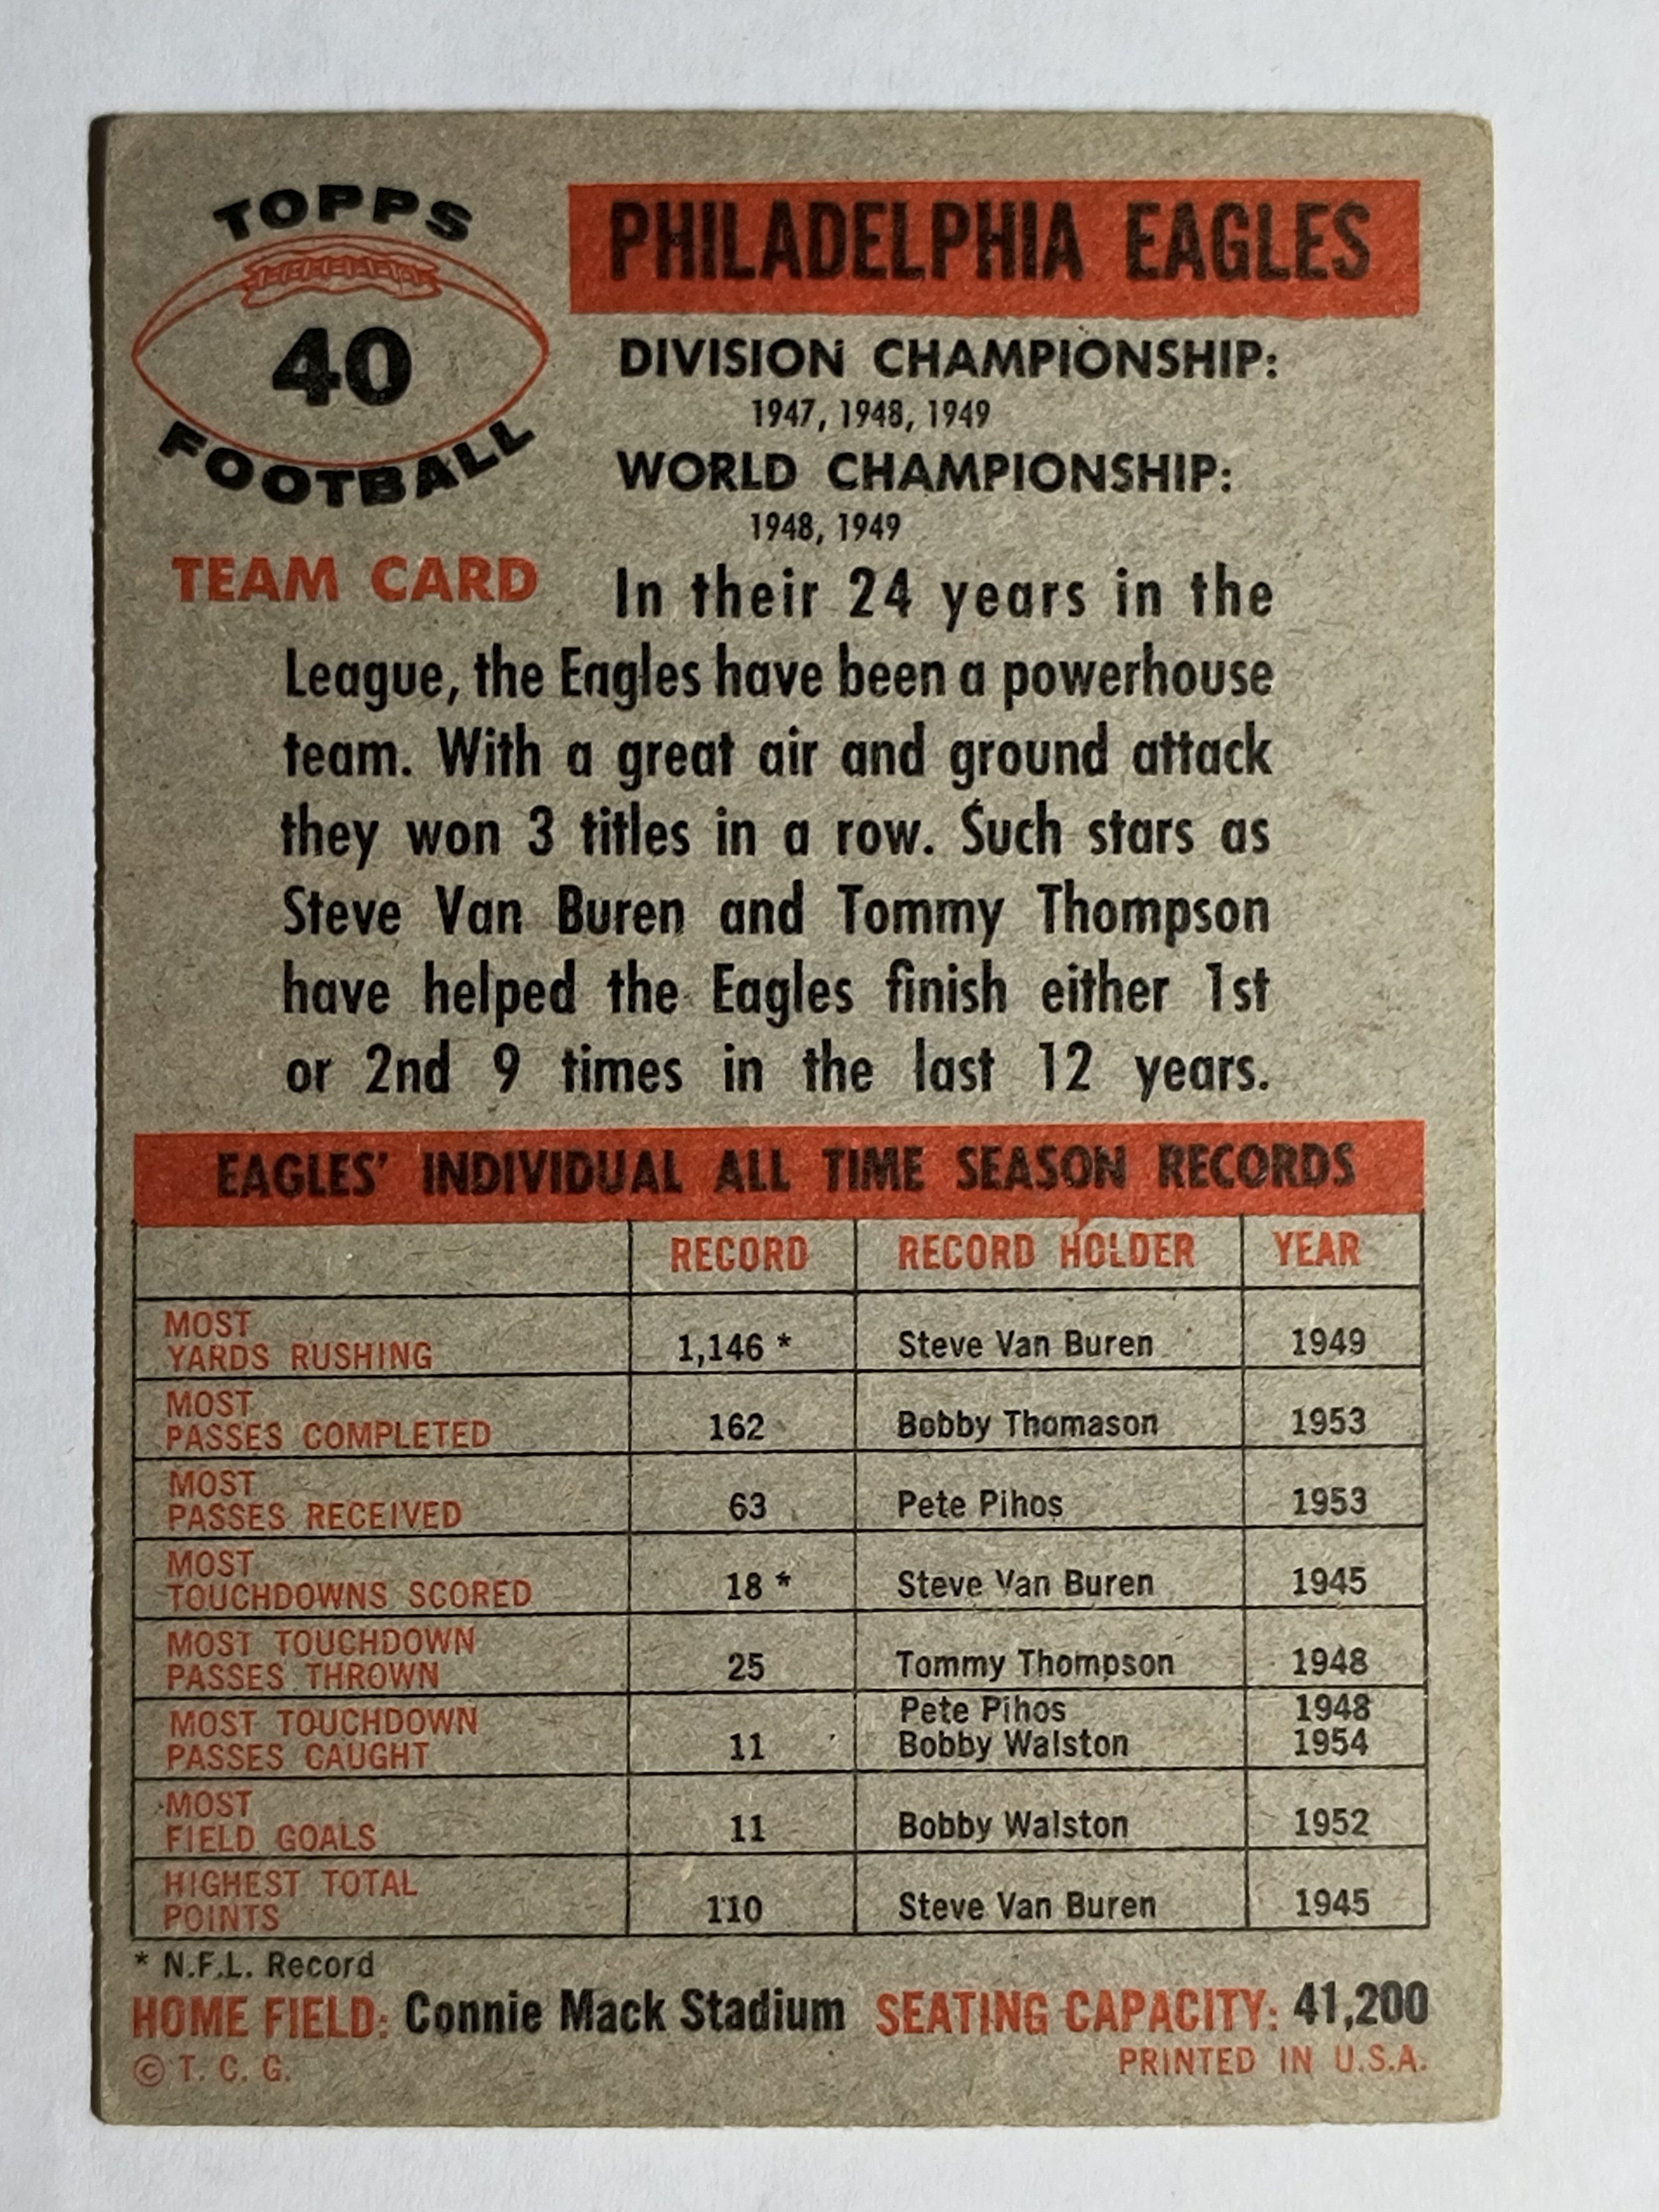 TOPPS
40
FOOTBALL
TEAM CARD
PHILADELPHIA EAGLES
DIVISION CHAMPIONSHIP:
1947, 1948, 1949
WORLD CHAMPIONSHIP:
1948, 1949
In their 24 years in the
League, the Eagles have been a powerhouse
team. With a great air and ground attack
they won 3 titles in a row. Such stars as
Steve Van Buren and Tommy Thompson
have helped the Eagles finish either 1st
or 2nd 9 times in the last 12 years.
EAGLES' INDIVIDUAL ALL TIME SEASON RECORDS
RECORD RECORD HOLDER YEAR
MOST
YARDS RUSHING 1,146 * Steve Van Buren 1949
MOST
PASSES COMPLETED 162 Bobby Thomason 1953
MOST
PASSES RECEIVED 63 Pete Pihos 1953
MOST
TOUCHDOWNS SCORED 18 * Steve Van Buren 1945
MOST TOUCHDOWN
PASSES THROWN 25 Tommy Thompson 1948
MOST TOUCHDOWN Pete Pihos 1948
PASSES CAUGHT 11 Bobby Walston 1954
MOST
FIELD GOALS 11 Bobby Walston 1952
HIGHEST TOTAL
POINTS 110 Steve Van Buren 1945
* N.F.L. Record
HOME FIELD: Connie Mack Stadium SEATING CAPACITY: 41,200
© T. C. G. PRINTED IN U.S.A.